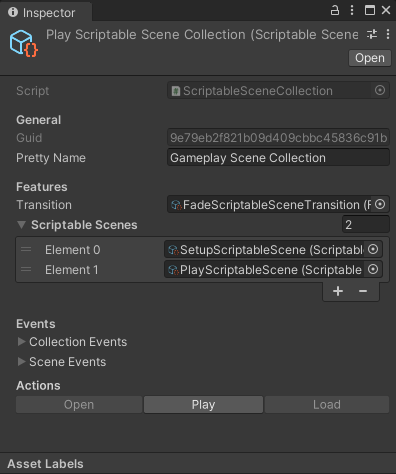 Inspector
Play Scriptable Scene Collection (Scriptable Scene
Open
Script ScriptableSceneCollection
General
Guid 9e79eb2f821b09d409cbbc45836c91b
Pretty Name Gameplay Scene Collection
Features
Transition FadeScriptableSceneTransition (F
Scriptable Scenes 2
Element 0 SetupScriptableScene (Scriptabl
Element 1 PlayScriptableScene (Scriptable
+ −
Events
Collection Events
Scene Events
Actions
Open Play Load
Asset Labels